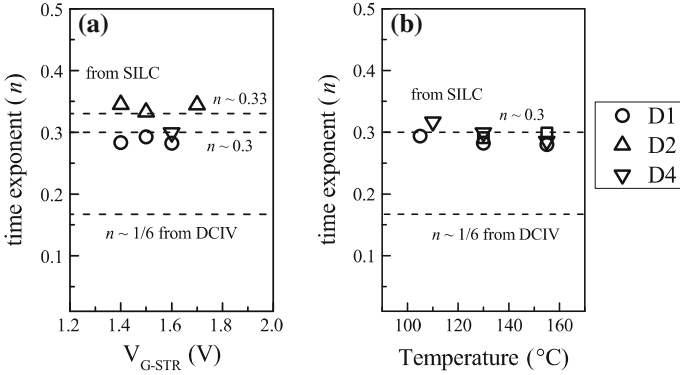 (a)
from SILC
n ~ 0.33
n ~ 0.3
n ~ 1/6 from DCIV
0.5
0.4
0.3
0.2
0.1
time exponent (n)
1.2 1.4 1.6 1.8 2.0
V_G-STR (V)
(b)
from SILC
n ~ 0.3
n ~ 1/6 from DCIV
0.5
0.4
0.3
0.2
0.1
time exponent (n)
100 120 140 160
Temperature (°C)
D1
D2
D4